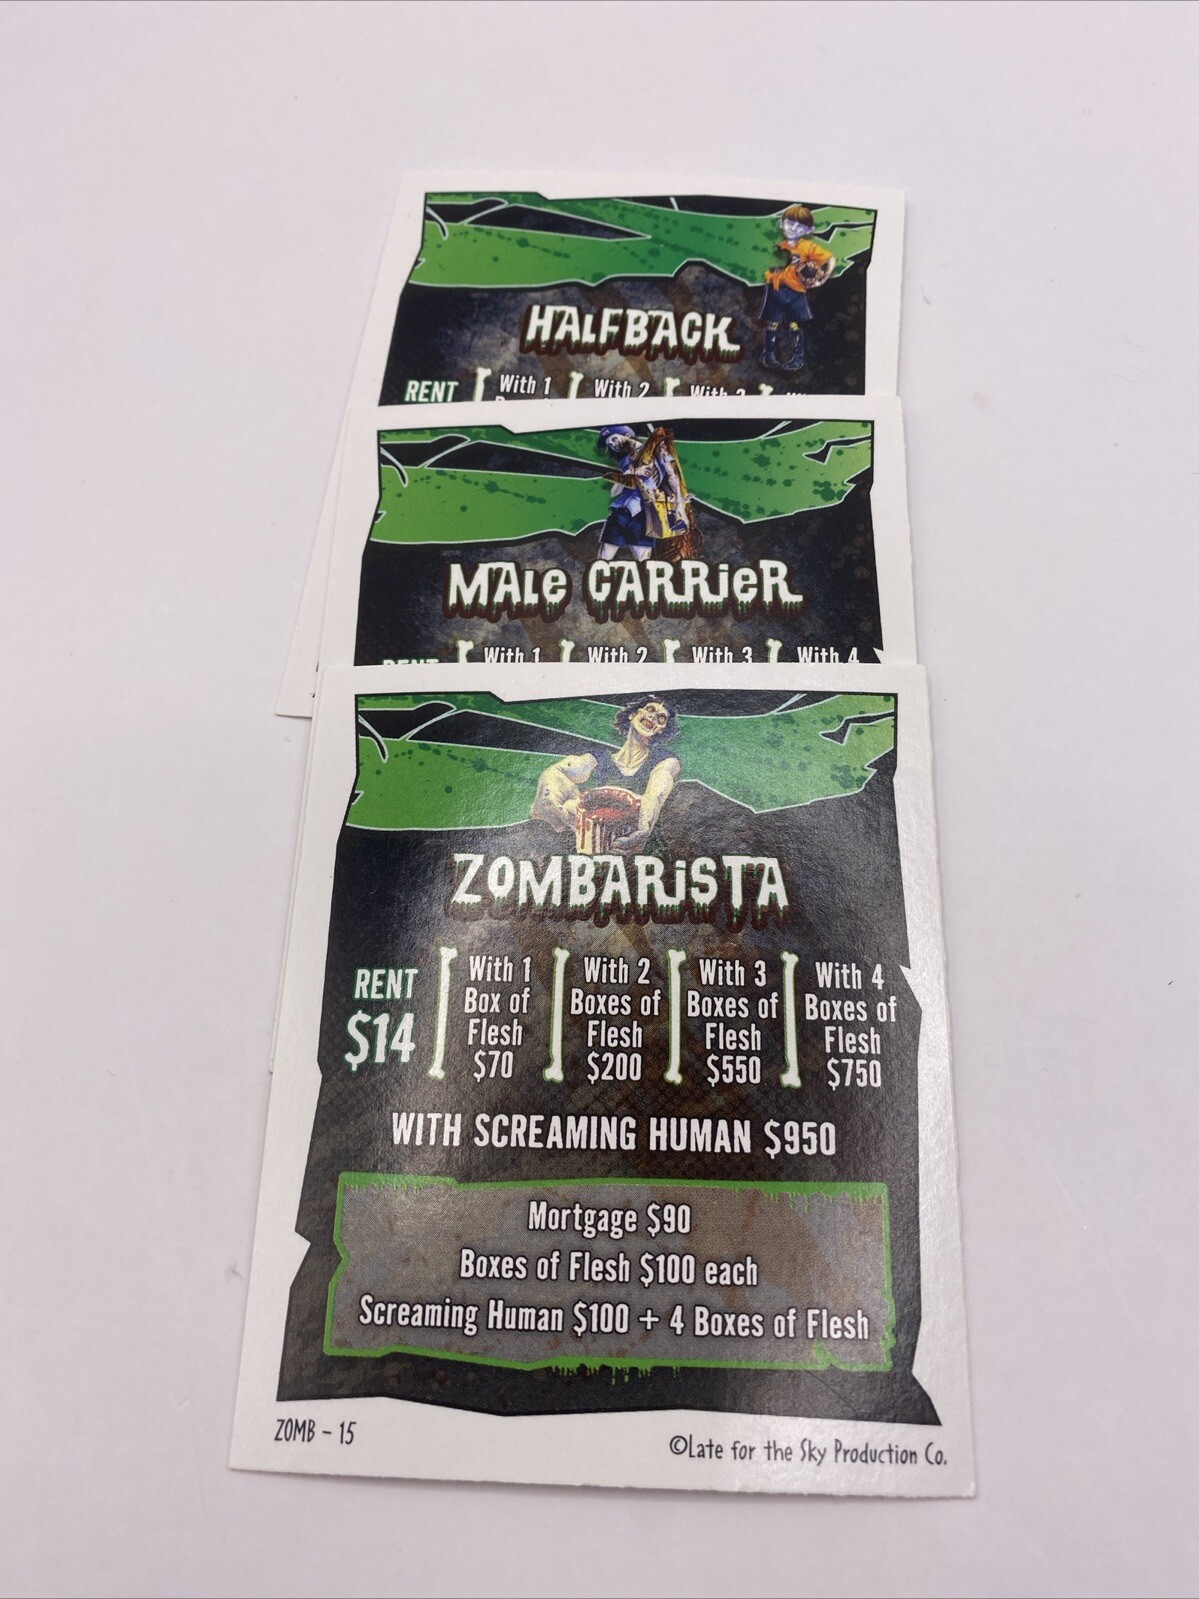 HALFBACK
RENT
With 1
With 2
With 3
MALe CARRieR
RENT
With 1
With 2
With 3
With 4
ZOMBARiSTA
RENT
$14
With 1
Box of
Flesh
$70
With 2
Boxes of
Flesh
$200
With 3
Boxes of
Flesh
$550
With 4
Boxes of
Flesh
$750
WITH SCREAMING HUMAN $950
Mortgage $90
Boxes of Flesh $100 each
Screaming Human $100 + 4 Boxes of Flesh
ZOMB - 15
©Late for the Sky Production Co.